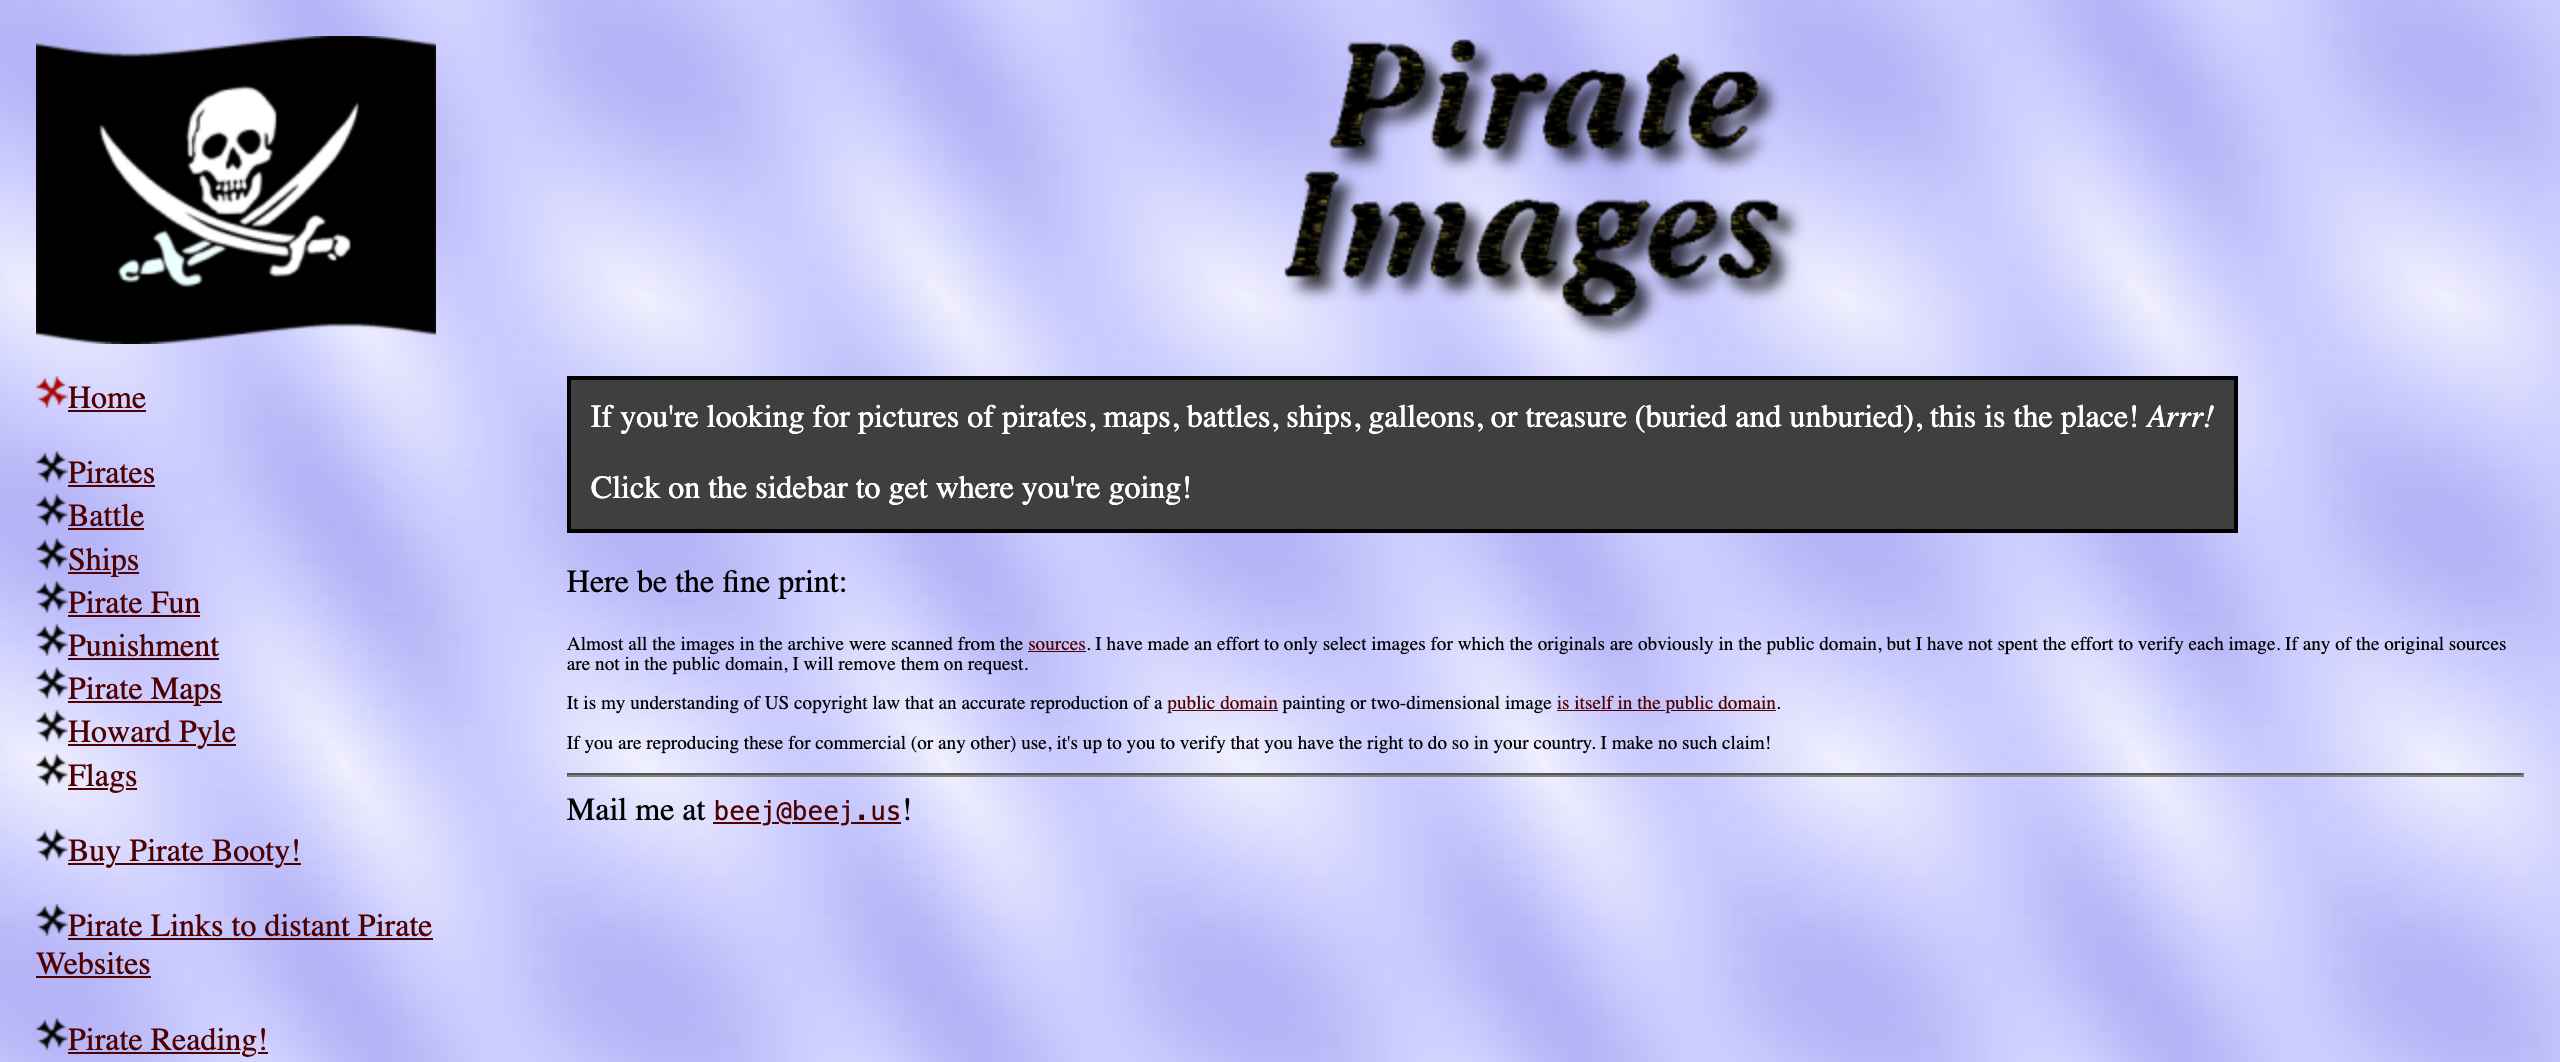 Pirate
Images
Home
Pirates
Battle
Ships
Pirate Fun
Punishment
Pirate Maps
Howard Pyle
Flags
Buy Pirate Booty!
Pirate Links to distant Pirate
Websites
Pirate Reading!
If you're looking for pictures of pirates, maps, battles, ships, galleons, or treasure (buried and unburied), this is the place! Arrr!
Click on the sidebar to get where you're going!
Here be the fine print:
Almost all the images in the archive were scanned from the sources. I have made an effort to only select images for which the originals are obviously in the public domain, but I have not spent the effort to verify each image. If any of the original sources
are not in the public domain, I will remove them on request.
It is my understanding of US copyright law that an accurate reproduction of a public domain painting or two-dimensional image is itself in the public domain.
If you are reproducing these for commercial (or any other) use, it's up to you to verify that you have the right to do so in your country. I make no such claim!
Mail me at beej@beej.us!